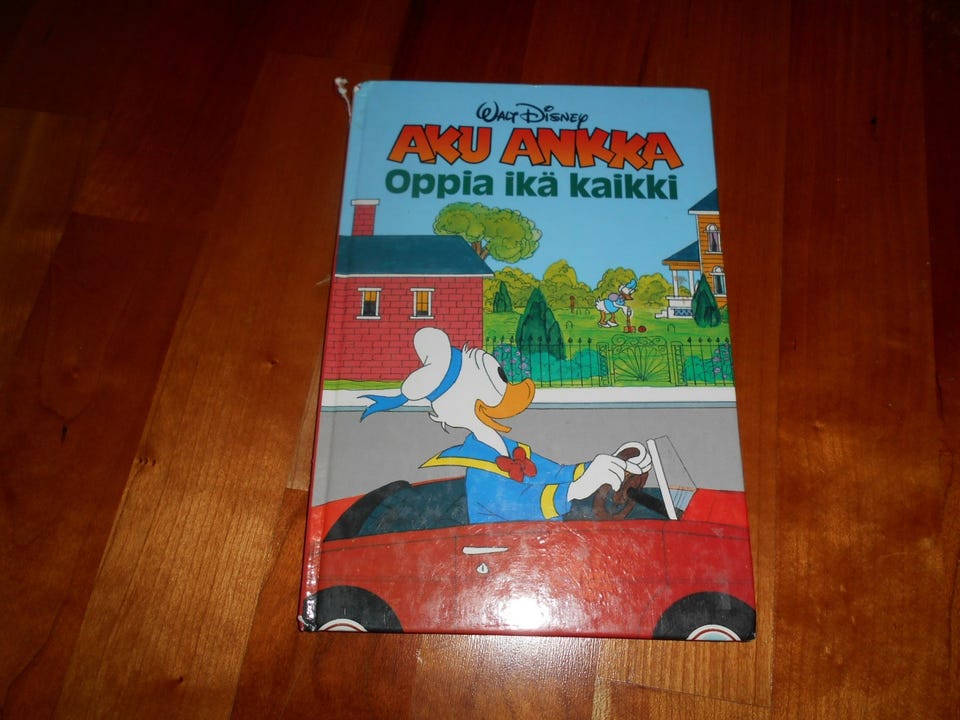 Walt Disney
AKU ANKKA
Oppia ikä kaikki